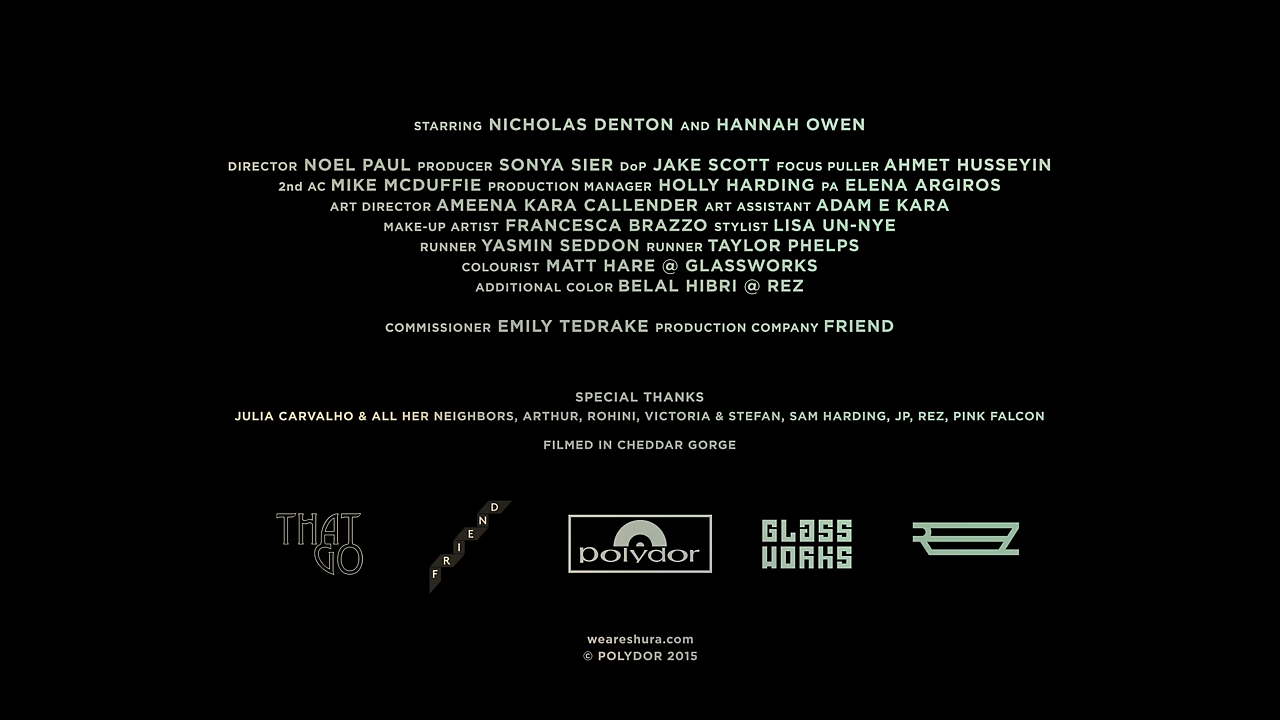 STARRING NICHOLAS DENTON AND HANNAH OWEN
DIRECTOR NOEL PAUL PRODUCER SONYA SIER DoP JAKE SCOTT FOCUS PULLER AHMET HUSSEYIN
2nd AC MIKE MCDUFFIE PRODUCTION MANAGER HOLLY HARDING PA ELENA ARGIROS
ART DIRECTOR AMEENA KARA CALLENDER ART ASSISTANT ADAM E KARA
MAKE-UP ARTIST FRANCESCA BRAZZO STYLIST LISA UN-NYE
RUNNER YASMIN SEDDON RUNNER TAYLOR PHELPS
COLOURIST MATT HARE @ GLASSWORKS
ADDITIONAL COLOR BELAL HIBRI @ REZ
COMMISSIONER EMILY TEDRAKE PRODUCTION COMPANY FRIEND
SPECIAL THANKS
JULIA CARVALHO & ALL HER NEIGHBORS, ARTHUR, ROHINI, VICTORIA & STEFAN, SAM HARDING, JP, REZ, PINK FALCON
FILMED IN CHEDDAR GORGE
THAT
GO
FRIEND
polydor
GLASS
WORKS
REZ
weareshura.com
© POLYDOR 2015